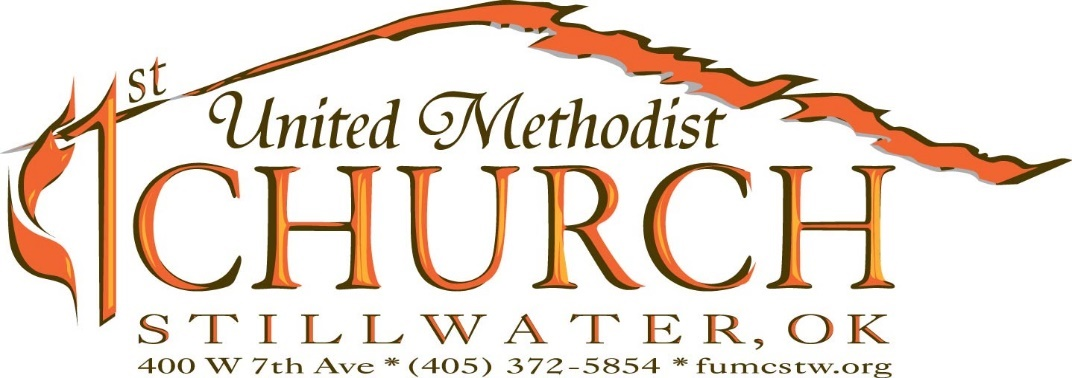 1st
United Methodist
CHURCH
STILLWATER, OK
400 W 7th Ave * (405) 372-5854 * fumcstw.org